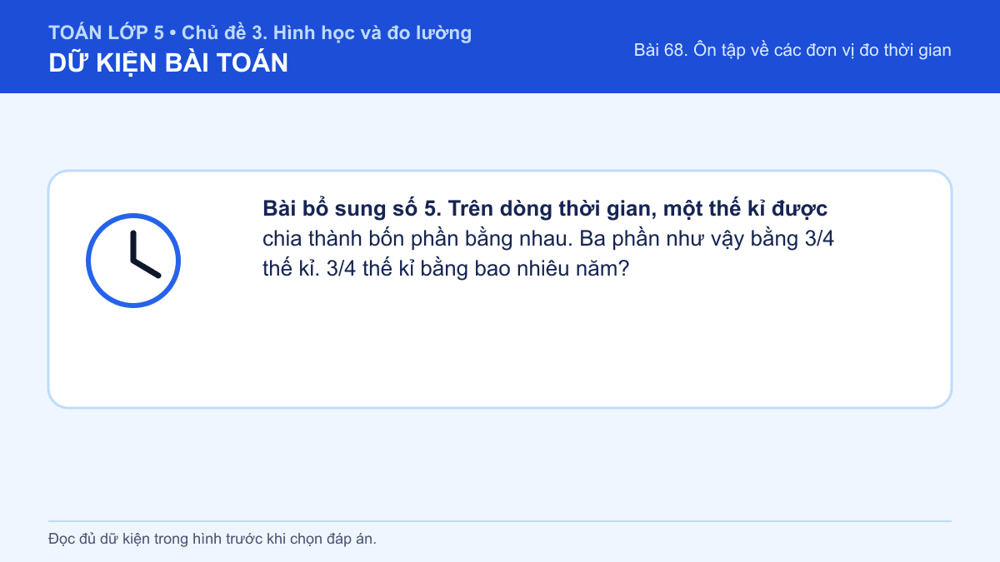 TOÁN LỚP 5 • Chủ đề 3. Hình học và đo lường
DỮ KIỆN BÀI TOÁN
Bài 68. Ôn tập về các đơn vị đo thời gian
Bài bổ sung số 5. Trên dòng thời gian, một thế kỉ được
chia thành bốn phần bằng nhau. Ba phần như vậy bằng 3/4
thế kỉ. 3/4 thế kỉ bằng bao nhiêu năm?
Đọc đủ dữ kiện trong hình trước khi chọn đáp án.